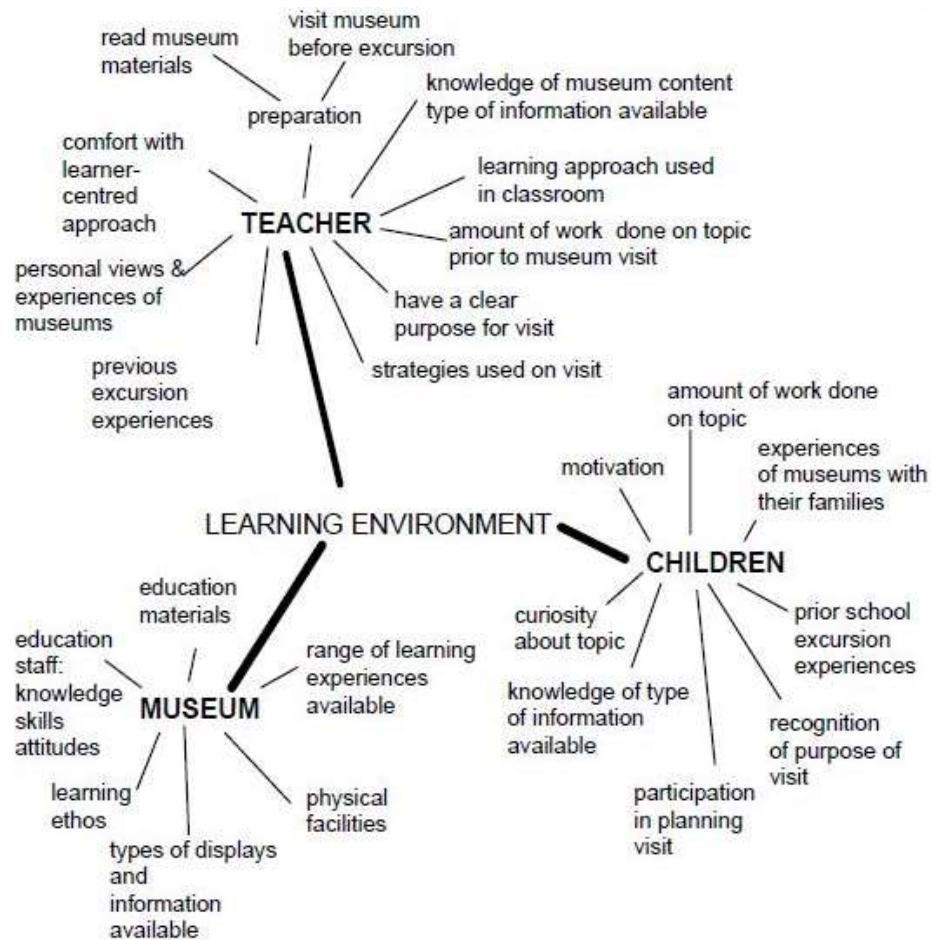 visit museum
before excursion
read museum
materials
preparation
knowledge of museum content
type of information available
comfort with
learner-
centred
approach
learning approach used
in classroom
TEACHER
amount of work done on topic
prior to museum visit
personal views &
experiences of
museums
have a clear
purpose for visit
previous
excursion
experiences
strategies used on visit
amount of work done
on topic
motivation
experiences
of museums with
their families
LEARNING ENVIRONMENT
CHILDREN
curiosity
about topic
prior school
excursion
experiences
knowledge of type
of information
available
recognition
of purpose of
visit
participation
in planning
visit
education
materials
education
staff:
knowledge
skills
attitudes
range of learning
experiences
available
MUSEUM
learning
ethos
physical
facilities
types of displays
and
information
available